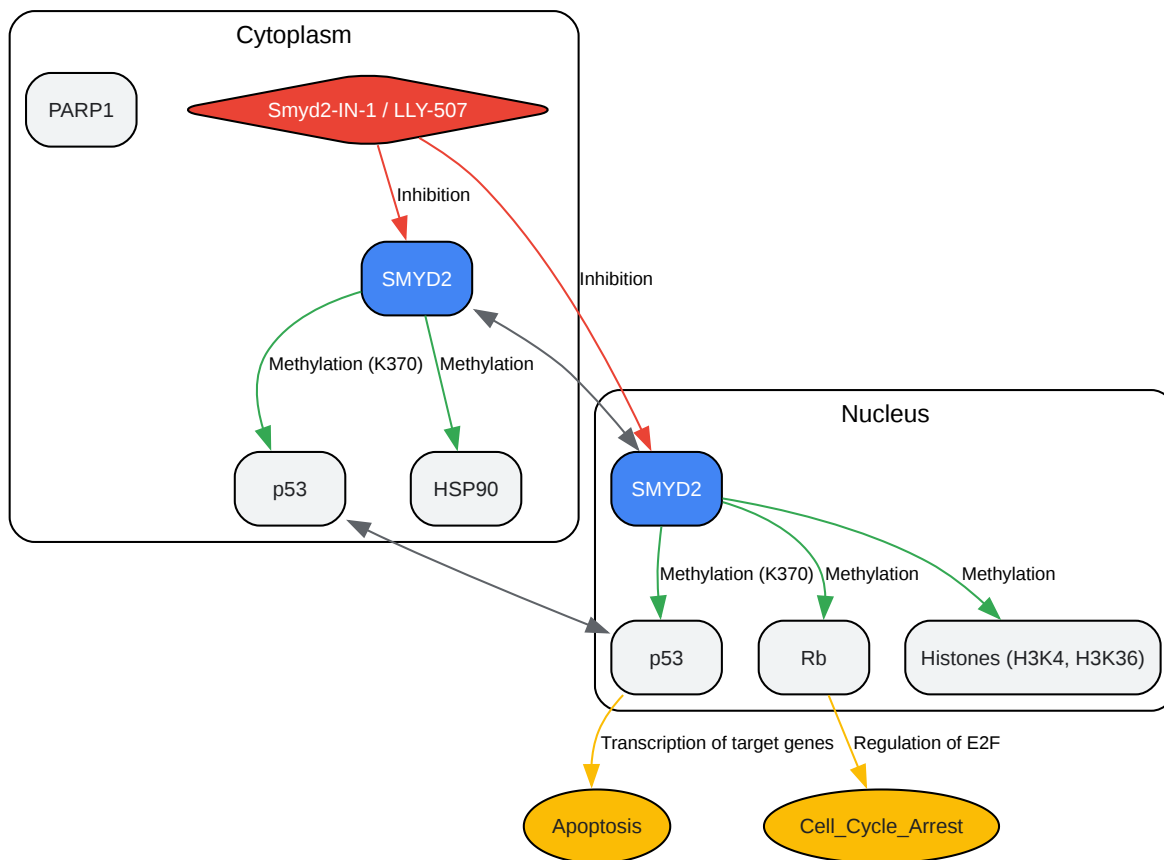 Cytoplasm
PARP1
Smyd2-IN-1 / LLY-507
Inhibition
SMYD2
Inhibition
Methylation (K370)
Methylation
Nucleus
p53
HSP90
SMYD2
Methylation (K370)
Methylation
Methylation
p53
Rb
Histones (H3K4, H3K36)
Transcription of target genes
Regulation of E2F
Apoptosis
Cell_Cycle_Arrest